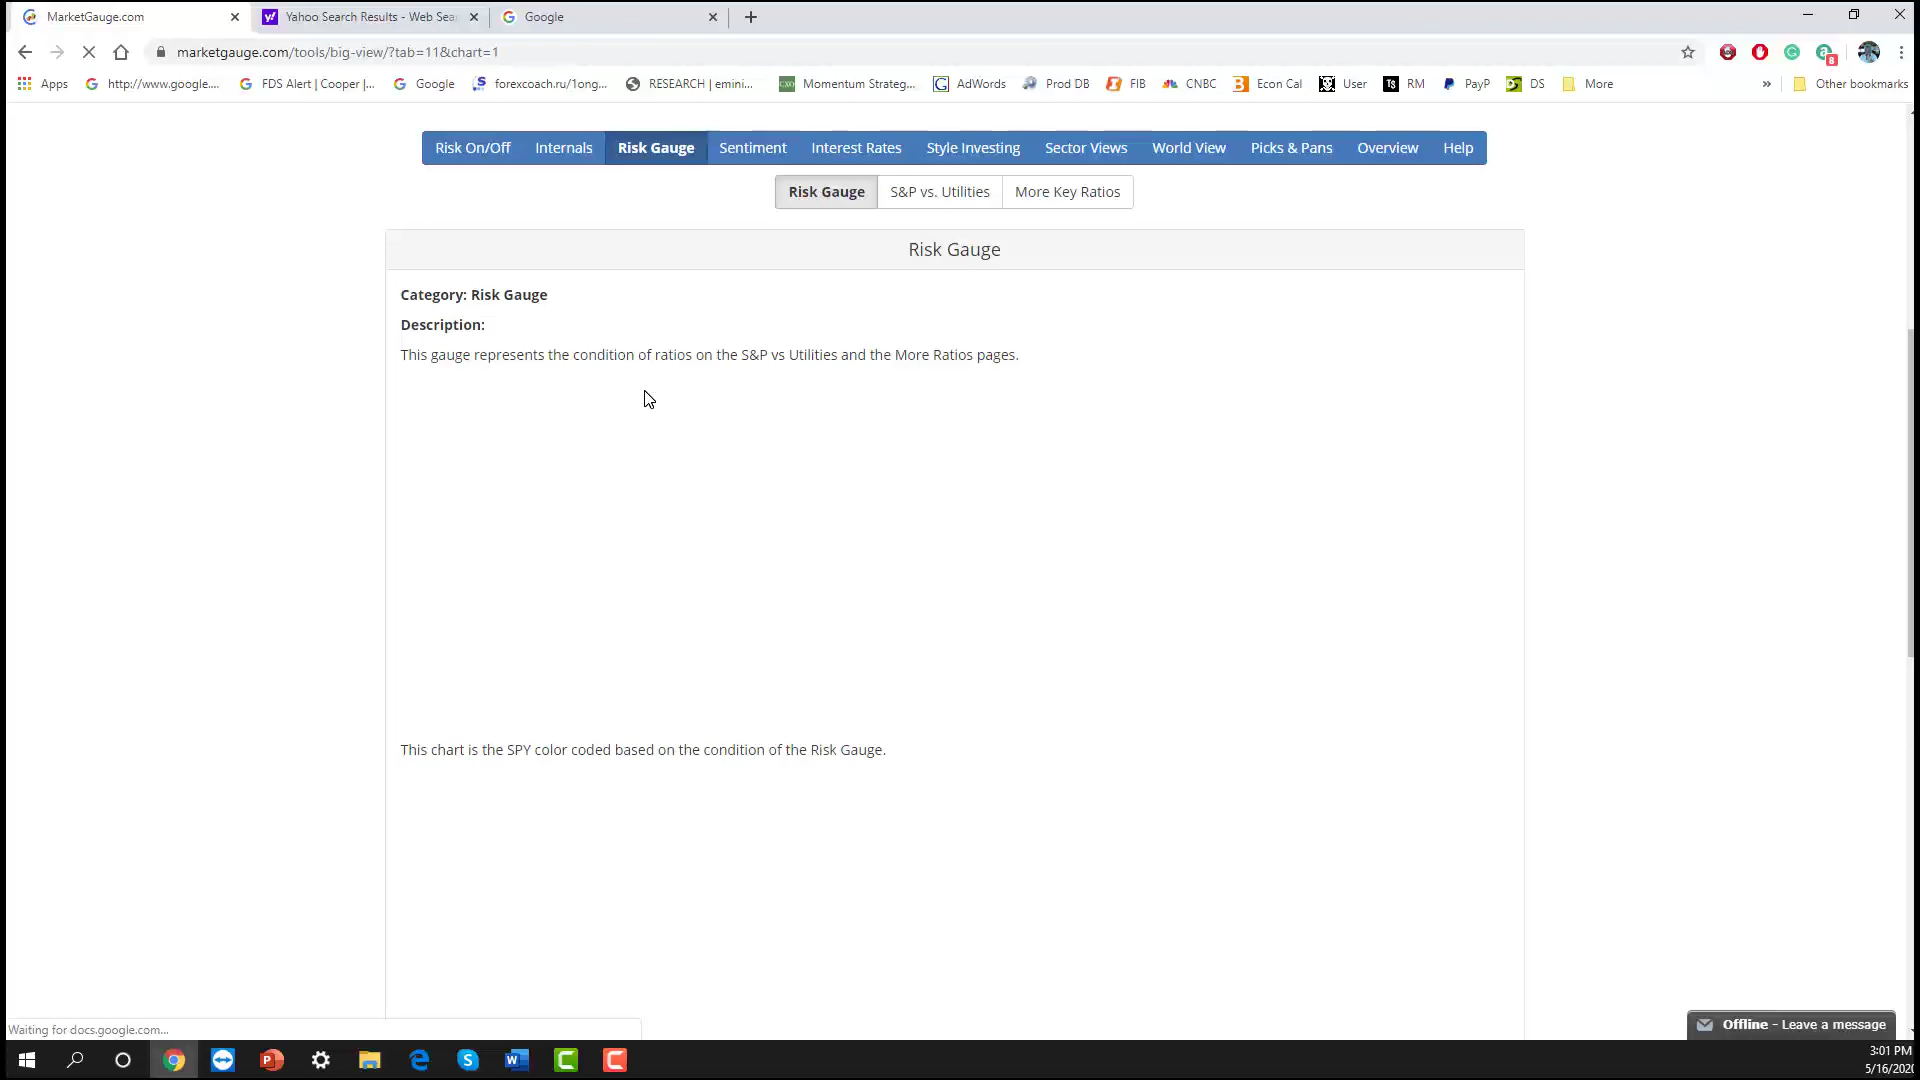 MarketGauge.com
Yahoo Search Results - Web Sea
Google
marketgauge.com/tools/big-view/?tab=11&chart=1
8
Apps
http://www.google....
FDS Alert | Cooper |...
Google
forexcoach.ru/1ong...
RESEARCH | emini...
Momentum Strateg...
AdWords
Prod DB
FIB
CNBC
Econ Cal
User
RM
PayP
DS
More
»
Other bookmarks
Risk On/Off Internals Risk Gauge Sentiment Interest Rates Style Investing Sector Views World View Picks & Pans Overview Help
Risk Gauge S&P vs. Utilities More Key Ratios
Risk Gauge
Category: Risk Gauge
Description:
This gauge represents the condition of ratios on the S&P vs Utilities and the More Ratios pages.
This chart is the SPY color coded based on the condition of the Risk Gauge.
Offline - Leave a message
Waiting for docs.google.com...
3:01 PM
5/16/2020